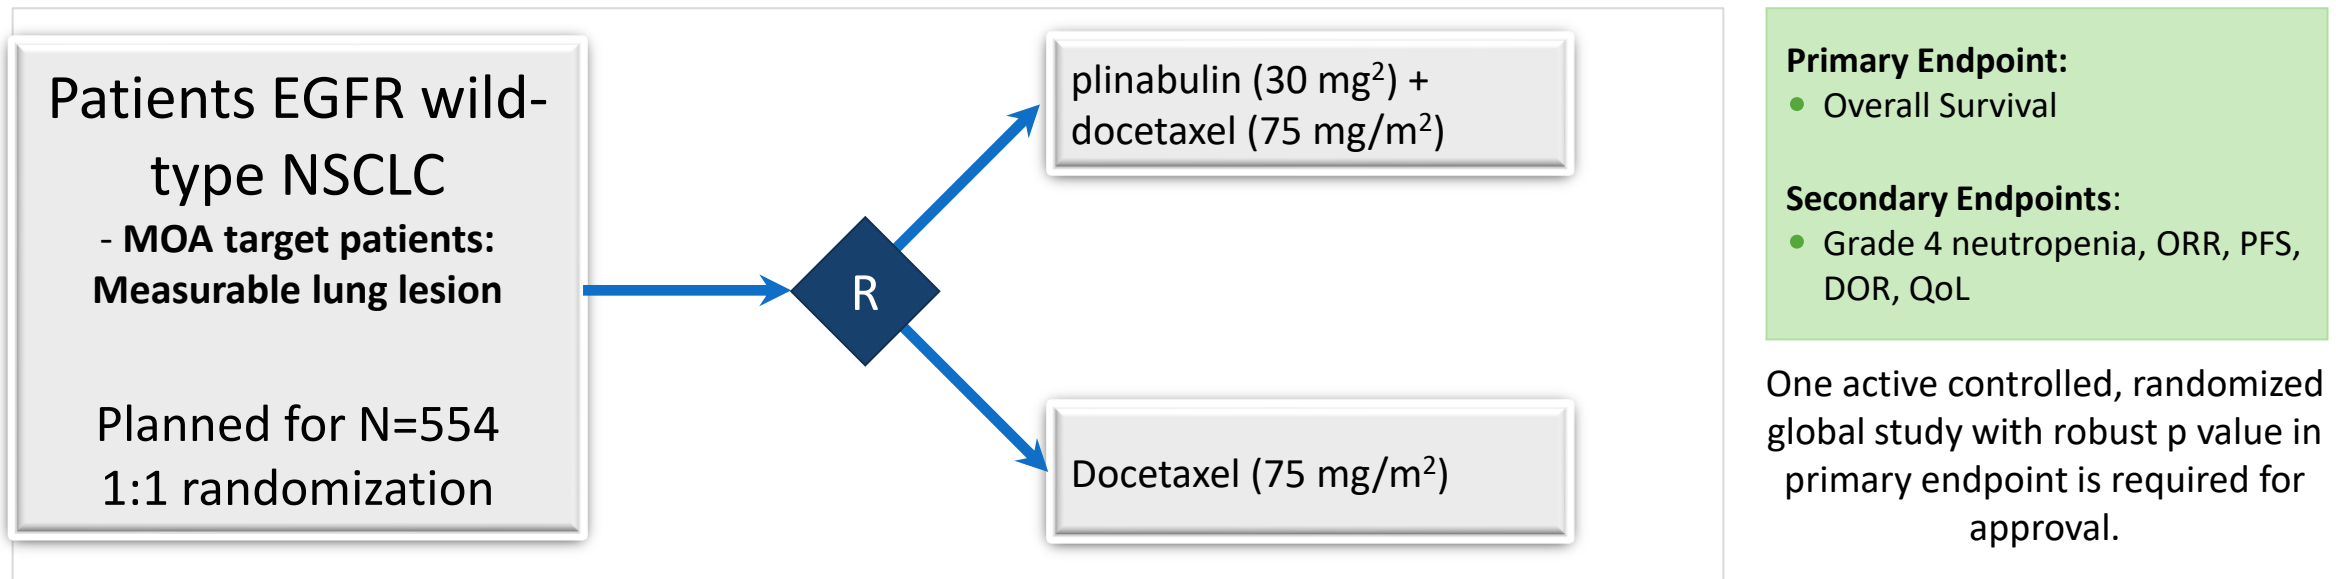 Patients EGFR wild-
type NSCLC
- MOA target patients:
Measurable lung lesion
Planned for N=554
1:1 randomization
R
plinabulin (30 mg²) +
docetaxel (75 mg/m²)
Docetaxel (75 mg/m²)
Primary Endpoint:
• Overall Survival
Secondary Endpoints:
• Grade 4 neutropenia, ORR, PFS,
DOR, QoL
One active controlled, randomized
global study with robust p value in
primary endpoint is required for
approval.